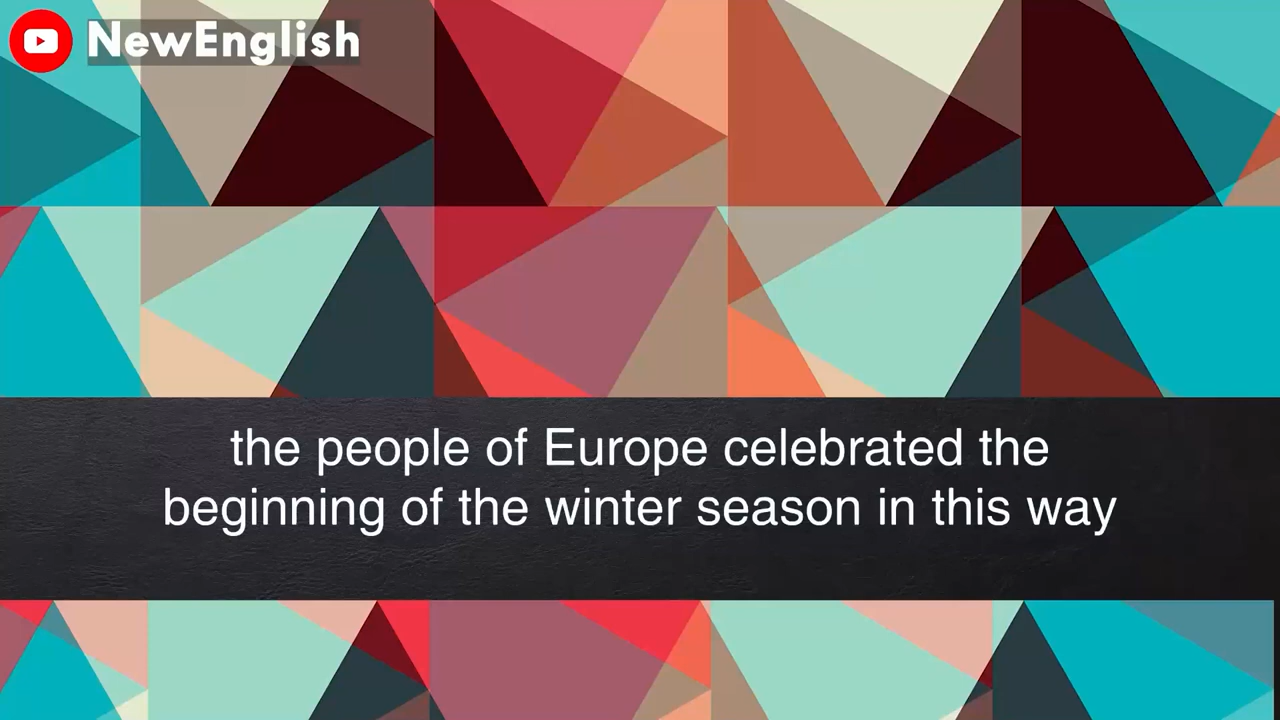 NewEnglish
the people of Europe celebrated the
beginning of the winter season in this way